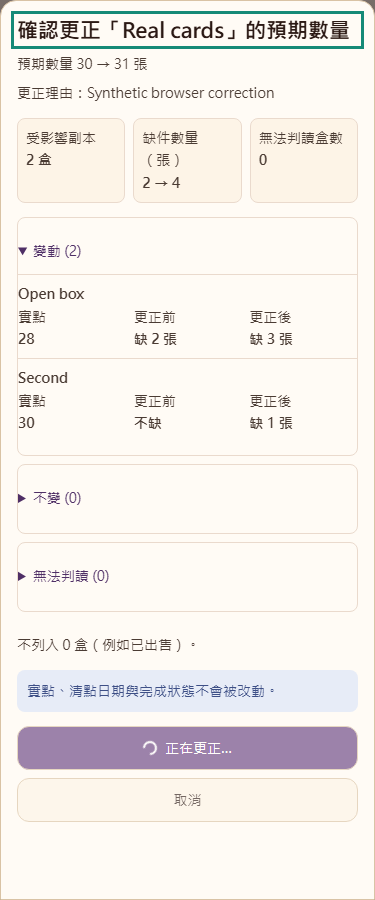 確認更正「Real cards」的預期數量
預期數量 30 → 31 張
更正理由：Synthetic browser correction
受影響副本
2 盒
缺件數量
（張）
2 → 4
無法判讀盒數
0
▼ 變動 (2)
Open box
實點 更正前 更正後
28 缺 2 張 缺 3 張
Second
實點 更正前 更正後
30 不缺 缺 1 張
▶ 不變 (0)
▶ 無法判讀 (0)
不列入 0 盒（例如已出售）。
實點、清點日期與完成狀態不會被改動。
正在更正...
取消